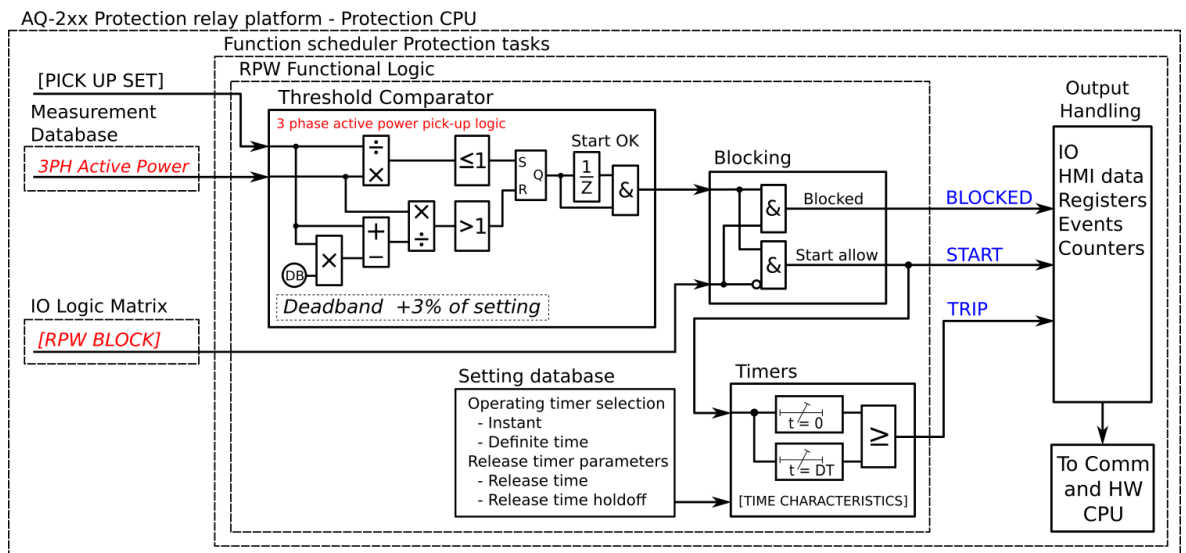 AQ-2xx Protection relay platform - Protection CPU
Function scheduler Protection tasks
RPW Functional Logic
[PICK UP SET]
Measurement
Database
3PH Active Power
Threshold Comparator
3 phase active power pick-up logic
÷
×
≤1
S
Q
R
Start OK
1
Z
&
×
÷
>1
+
−
×
DB
Deadband +3% of setting
IO Logic Matrix
[RPW BLOCK]
Blocking
&
Blocked
&
Start allow
BLOCKED
START
TRIP
Output
Handling
IO
HMI data
Registers
Events
Counters
Setting database
Operating timer selection
- Instant
- Definite time
Release timer parameters
- Release time
- Release time holdoff
Timers
t = 0
t = DT
≥
[TIME CHARACTERISTICS]
To Comm
and HW
CPU